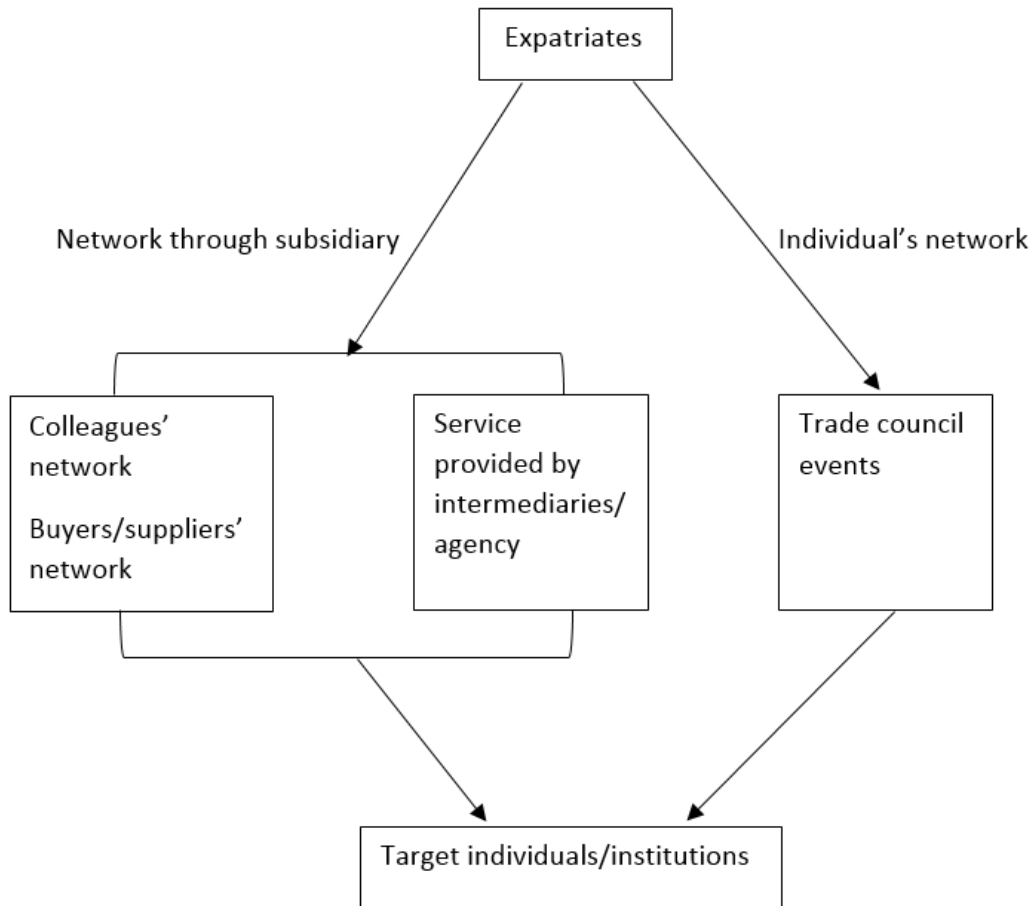 Expatriates
Network through subsidiary
Individual’s network
Colleagues’
network
Buyers/suppliers’
network
Service
provided by
intermediaries/
agency
Trade council
events
Target individuals/institutions